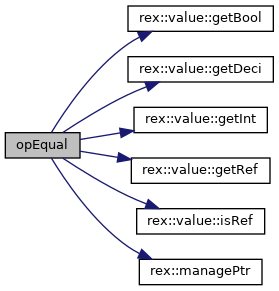 rex::value::getBool
rex::value::getDeci
rex::value::getInt
opEqual
rex::value::getRef
rex::value::isRef
rex::managePtr